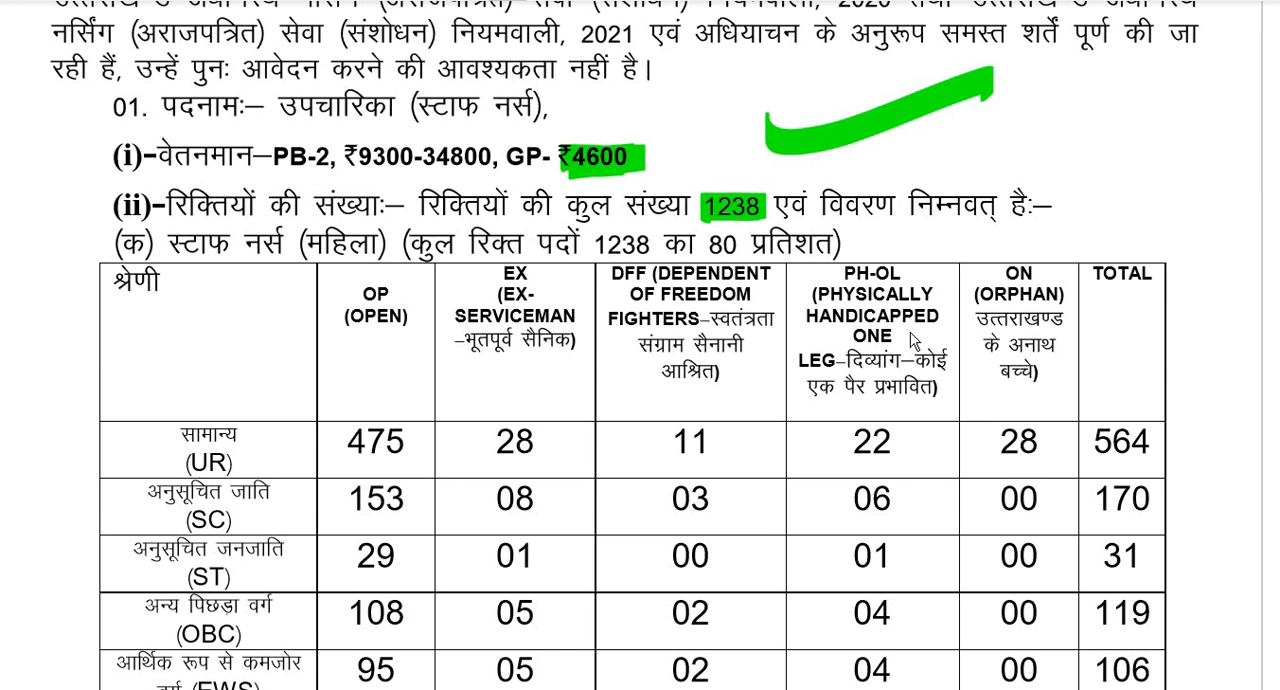 नर्सिंग (अराजपत्रित) सेवा (संशोधन) नियमवाली, 2021 एवं अधियाचन के अनुरूप समस्त शर्तें पूर्ण की जा
रही हैं, उन्हें पुनः आवेदन करने की आवश्यकता नहीं है।
01. पदनामः– उपचारिका (स्टाफ नर्स),
(i)–वेतनमान–PB-2, ₹9300-34800, GP- ₹4600
(ii)–रिक्तियों की संख्याः– रिक्तियों की कुल संख्या 1238 एवं विवरण निम्नवत् हैः–
(क) स्टाफ नर्स (महिला) (कुल रिक्त पदों 1238 का 80 प्रतिशत)
श्रेणी
OP
(OPEN)
EX
(EX-
SERVICEMAN
–भूतपूर्व सैनिक)
DFF (DEPENDENT
OF FREEDOM
FIGHTERS–स्वतंत्रता
संग्राम सैनानी
आश्रित)
PH-OL
(PHYSICALLY
HANDICAPPED
ONE
LEG–दिव्यांग–कोई
एक पैर प्रभावित)
ON
(ORPHAN)
उत्तराखण्ड
के अनाथ
बच्चे)
TOTAL
सामान्य
(UR)
475 28 11 22 28 564
अनुसूचित जाति
(SC)
153 08 03 06 00 170
अनुसूचित जनजाति
(ST)
29 01 00 01 00 31
अन्य पिछड़ा वर्ग
(OBC)
108 05 02 04 00 119
आर्थिक रूप से कमजोर
वर्ग (EWS)
95 05 02 04 00 106